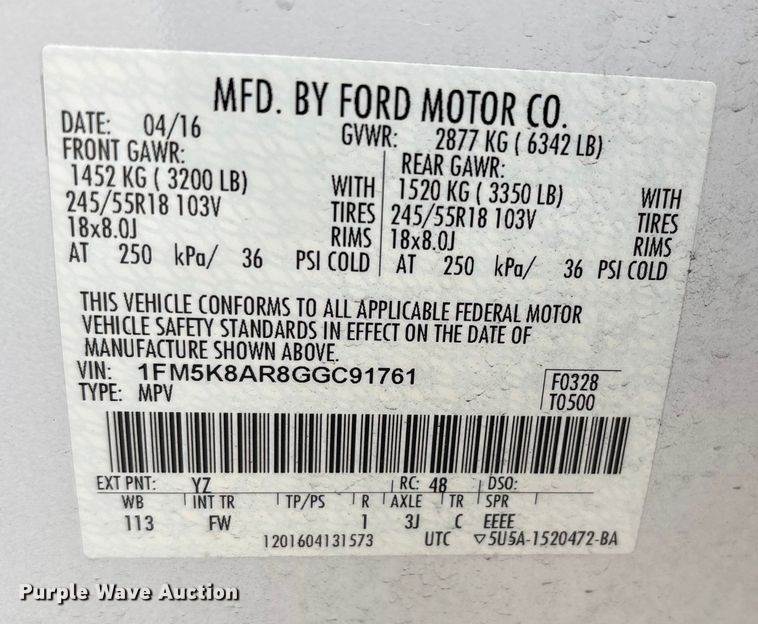 MFD. BY FORD MOTOR CO.
DATE: 04/16 GVWR: 2877 KG ( 6342 LB)
FRONT GAWR: REAR GAWR:
1452 KG ( 3200 LB) WITH 1520 KG ( 3350 LB) WITH
245/55R18 103V TIRES 245/55R18 103V TIRES
18x8.0J RIMS 18x8.0J RIMS
AT 250 kPa/ 36 PSI COLD AT 250 kPa/ 36 PSI COLD
THIS VEHICLE CONFORMS TO ALL APPLICABLE FEDERAL MOTOR
VEHICLE SAFETY STANDARDS IN EFFECT ON THE DATE OF
MANUFACTURE SHOWN ABOVE.
VIN: 1FM5K8AR8GGC91761 F0328
TYPE: MPV T0500
EXT PNT: YZ RC: 48 DSO:
WB INT TR TP/PS R AXLE TR SPR
113 FW 1 3J C EEEE
1201604131573 UTC ▽5U5A-1520472-BA
Purple Wave Auction